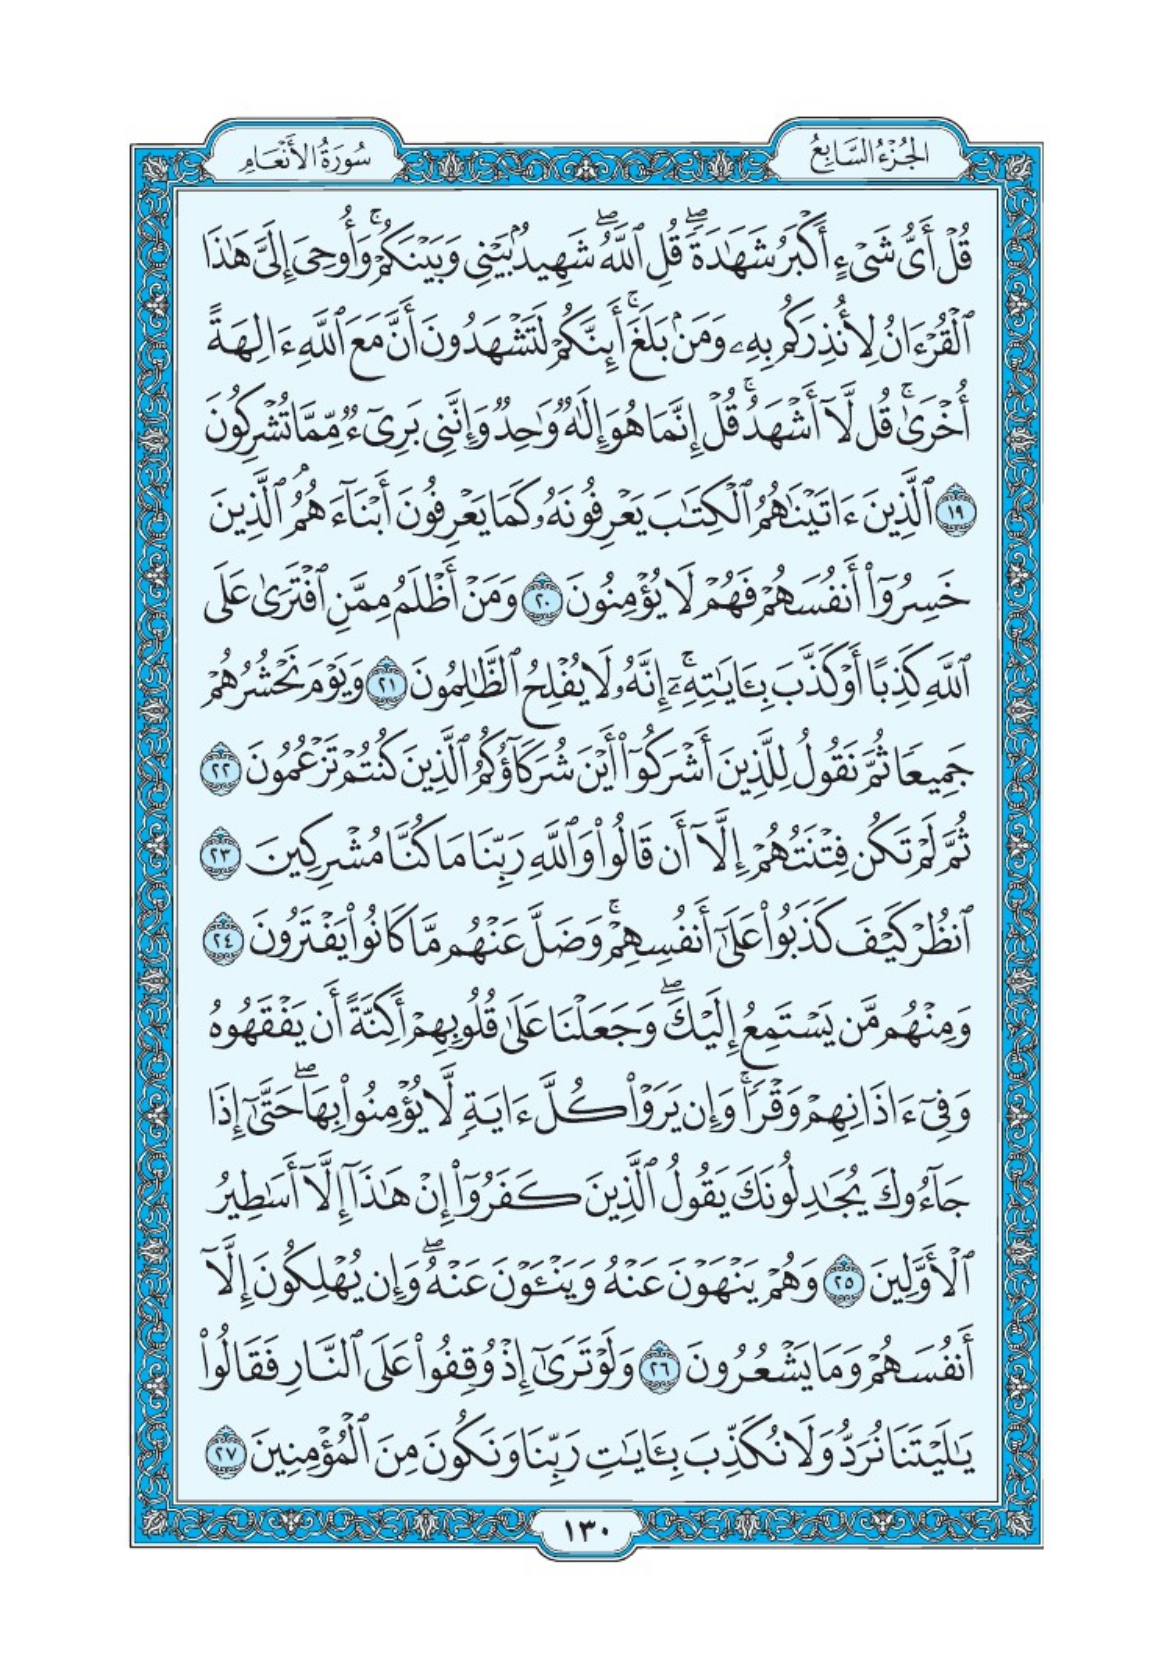 الجُزْءُ السَّابِعُ
سُورَةُ الأَنْعَامِ
قُلْ أَىُّ شَىْءٍ أَكْبَرُ شَهَٰدَةًۖ قُلِ ٱللَّهُۖ شَهِيدٌۢ بَيْنِى وَبَيْنَكُمْۚ وَأُوحِىَ إِلَىَّ هَٰذَا
ٱلْقُرْءَانُ لِأُنذِرَكُم بِهِۦ وَمَنۢ بَلَغَۚ أَئِنَّكُمْ لَتَشْهَدُونَ أَنَّ مَعَ ٱللَّهِ ءَالِهَةً
أُخْرَىٰۚ قُل لَّآ أَشْهَدُۚ قُلْ إِنَّمَا هُوَ إِلَٰهٌ وَٰحِدٌ وَإِنَّنِى بَرِىٓءٌ مِّمَّا تُشْرِكُونَ
١٩ ٱلَّذِينَ ءَاتَيْنَٰهُمُ ٱلْكِتَٰبَ يَعْرِفُونَهُۥ كَمَا يَعْرِفُونَ أَبْنَآءَهُمُ ٱلَّذِينَ
خَسِرُوٓا۟ أَنفُسَهُمْ فَهُمْ لَا يُؤْمِنُونَ ٢٠ وَمَنْ أَظْلَمُ مِمَّنِ ٱفْتَرَىٰ عَلَى
ٱللَّهِ كَذِبًا أَوْ كَذَّبَ بِـَٔايَٰتِهِۦٓۚ إِنَّهُۥ لَا يُفْلِحُ ٱلظَّٰلِمُونَ ٢١ وَيَوْمَ نَحْشُرُهُمْ
جَمِيعًا ثُمَّ نَقُولُ لِلَّذِينَ أَشْرَكُوٓا۟ أَيْنَ شُرَكَآؤُكُمُ ٱلَّذِينَ كُنتُمْ تَزْعُمُونَ ٢٢
ثُمَّ لَمْ تَكُن فِتْنَتُهُمْ إِلَّآ أَن قَالُوا۟ وَٱللَّهِ رَبِّنَا مَا كُنَّا مُشْرِكِينَ ٢٣
ٱنظُرْ كَيْفَ كَذَبُوا۟ عَلَىٰٓ أَنفُسِهِمْۚ وَضَلَّ عَنْهُم مَّا كَانُوا۟ يَفْتَرُونَ ٢٤
وَمِنْهُم مَّن يَسْتَمِعُ إِلَيْكَۖ وَجَعَلْنَا عَلَىٰ قُلُوبِهِمْ أَكِنَّةً أَن يَفْقَهُوهُ
وَفِىٓ ءَاذَانِهِمْ وَقْرًاۚ وَإِن يَرَوْا۟ كُلَّ ءَايَةٍ لَّا يُؤْمِنُوا۟ بِهَاۖ حَتَّىٰٓ إِذَا
جَآءُوكَ يُجَٰدِلُونَكَ يَقُولُ ٱلَّذِينَ كَفَرُوٓا۟ إِنْ هَٰذَآ إِلَّآ أَسَٰطِيرُ
ٱلْأَوَّلِينَ ٢٥ وَهُمْ يَنْهَوْنَ عَنْهُ وَيَنْـَٔوْنَ عَنْهُۖ وَإِن يُهْلِكُونَ إِلَّآ
أَنفُسَهُمْ وَمَا يَشْعُرُونَ ٢٦ وَلَوْ تَرَىٰٓ إِذْ وُقِفُوا۟ عَلَى ٱلنَّارِ فَقَالُوا۟
يَٰلَيْتَنَا نُرَدُّ وَلَا نُكَذِّبَ بِـَٔايَٰتِ رَبِّنَا وَنَكُونَ مِنَ ٱلْمُؤْمِنِينَ ٢٧
١٣٠